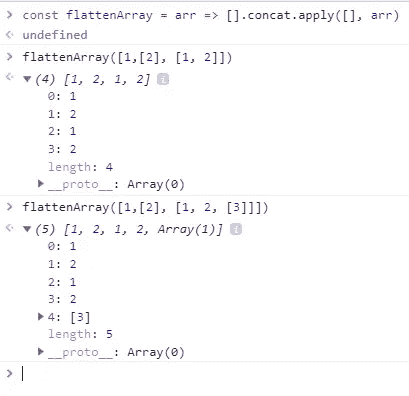 > const flattenArray = arr => [].concat.apply([], arr)
< undefined
> flattenArray([1,[2], [1, 2]])
< ▼ (4) [1, 2, 1, 2] i
0: 1
1: 2
2: 1
3: 2
length: 4
▶ __proto__: Array(0)
> flattenArray([1,[2], [1, 2, [3]]])
< ▼ (5) [1, 2, 1, 2, Array(1)] i
0: 1
1: 2
2: 1
3: 2
▶ 4: [3]
length: 5
▶ __proto__: Array(0)
>